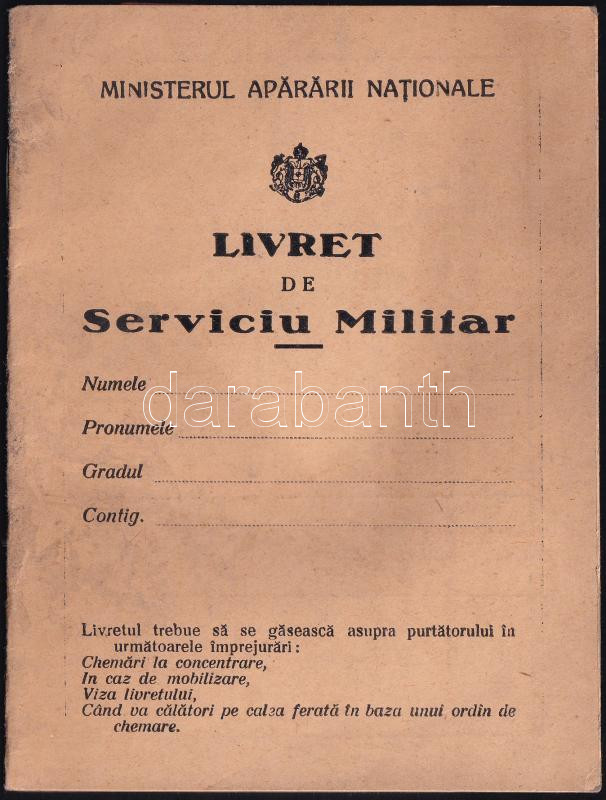 MINISTERUL APĂRĂRII NAȚIONALE
LIVRET
DE
Serviciu Militar
Numele
darabanth
Pronumele
Gradul
Contig.
Livretul trebue să se găsească asupra purtătorului în
următoarele împrejurări :
Chemări la concentrare,
In caz de mobilizare,
Viza livretului,
Când va călători pe calea ferată în baza unui ordin de
chemare.